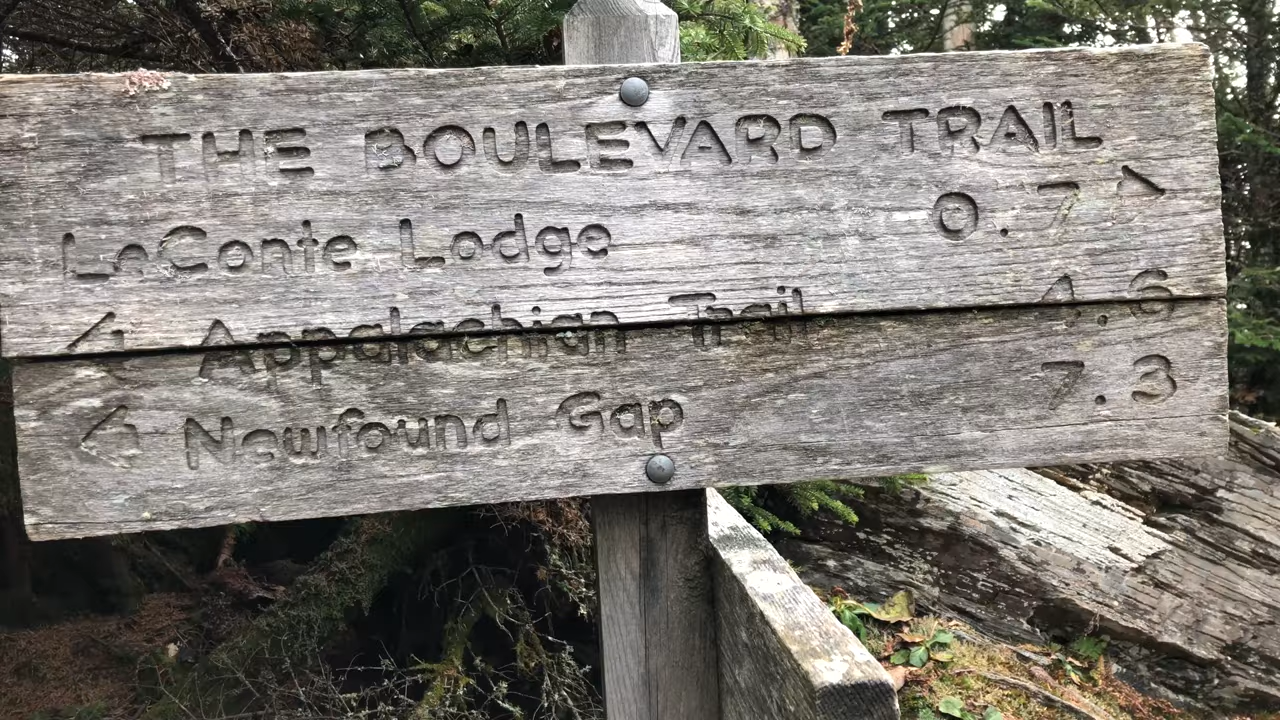 THE BOULEVARD TRAIL
LeConte Lodge 0.7 >
< Appalachian Trail 4.6
< Newfound Gap 7.3